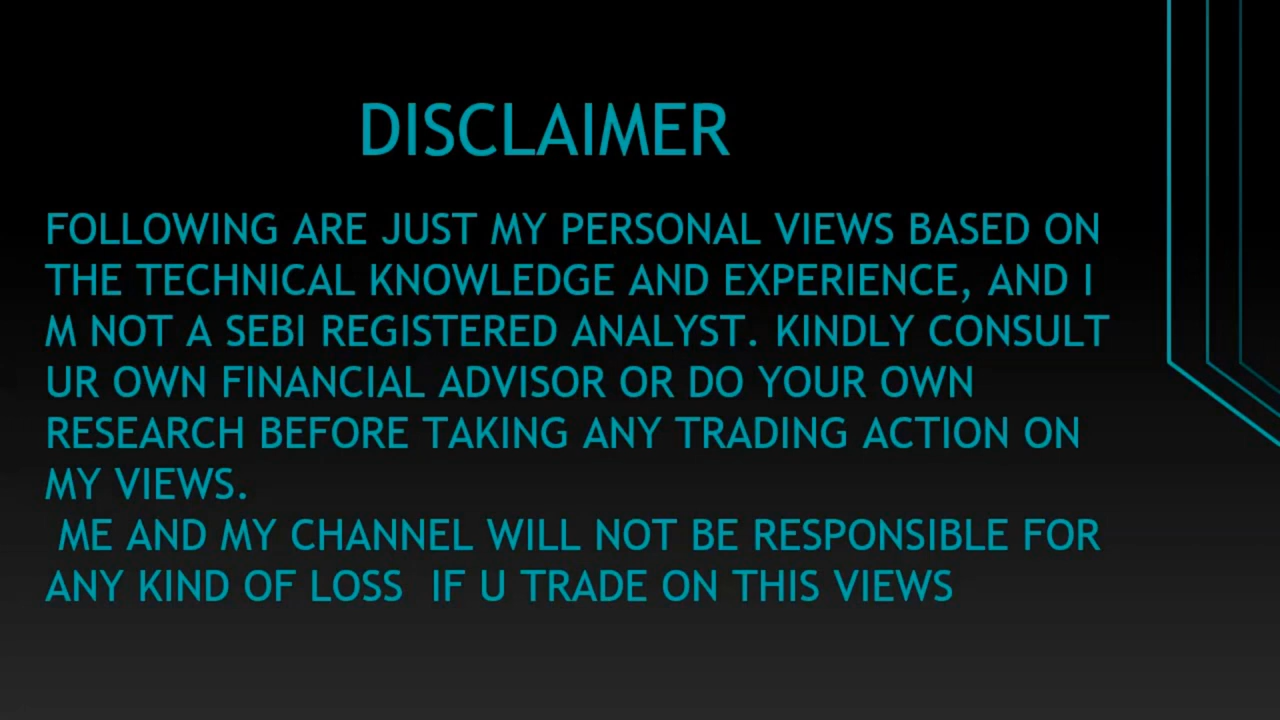 DISCLAIMER
FOLLOWING ARE JUST MY PERSONAL VIEWS BASED ON
THE TECHNICAL KNOWLEDGE AND EXPERIENCE, AND I
M NOT A SEBI REGISTERED ANALYST. KINDLY CONSULT
UR OWN FINANCIAL ADVISOR OR DO YOUR OWN
RESEARCH BEFORE TAKING ANY TRADING ACTION ON
MY VIEWS.
ME AND MY CHANNEL WILL NOT BE RESPONSIBLE FOR
ANY KIND OF LOSS  IF U TRADE ON THIS VIEWS